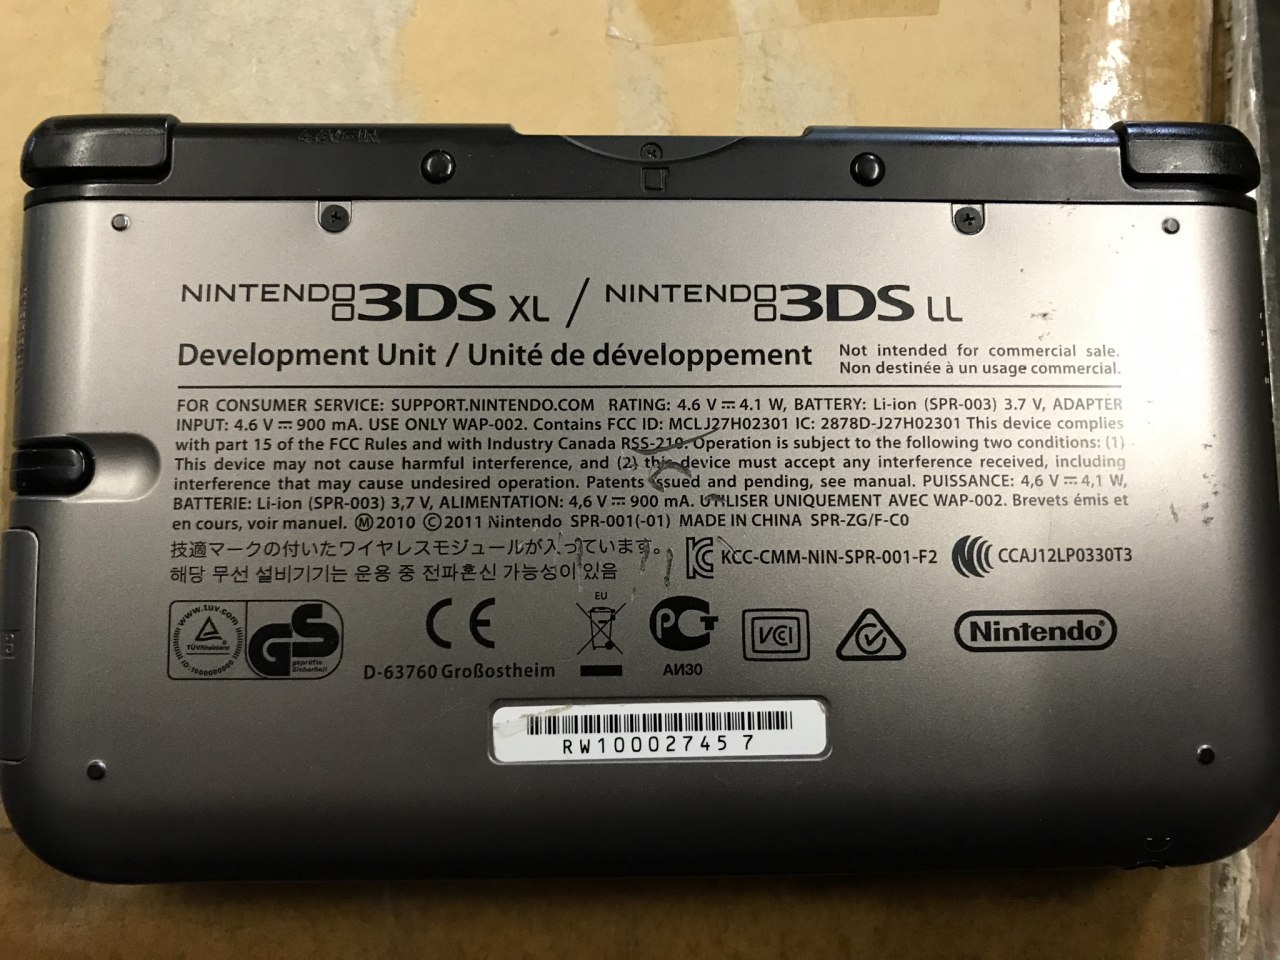 4.6V⎓IN
NINTENDO 3DS XL / NINTENDO 3DS LL
Development Unit / Unité de développement
Not intended for commercial sale.
Non destinée à un usage commercial.
FOR CONSUMER SERVICE: SUPPORT.NINTENDO.COM RATING: 4.6 V ⎓ 4.1 W, BATTERY: Li-ion (SPR-003) 3.7 V, ADAPTER
INPUT: 4.6 V ⎓ 900 mA. USE ONLY WAP-002. Contains FCC ID: MCLJ27H02301 IC: 2878D-J27H02301 This device complies
with part 15 of the FCC Rules and with Industry Canada RSS-210. Operation is subject to the following two conditions: (1)
This device may not cause harmful interference, and (2) this device must accept any interference received, including
interference that may cause undesired operation. Patents issued and pending, see manual. PUISSANCE: 4,6 V ⎓ 4,1 W,
BATTERIE: Li-ion (SPR-003) 3,7 V, ALIMENTATION: 4,6 V ⎓ 900 mA. UTILISER UNIQUEMENT AVEC WAP-002. Brevets émis et
en cours, voir manuel. Ⓜ2010 Ⓒ2011 Nintendo SPR-001(-01) MADE IN CHINA SPR-ZG/F-C0
技適マークの付いたワイヤレスモジュールが入っています。
해당 무선 설비기기는 운용 중 전파혼신 가능성이 있음
KCC-CMM-NIN-SPR-001-F2
CCAJ12LP0330T3
www.tuv.com
TÜVRheinland
ID:1000000000
GS
geprüfte
Sicherheit
CE
D-63760 Großostheim
EU
PCT
АИ30
VCCI
Nintendo®
RW10002745 7